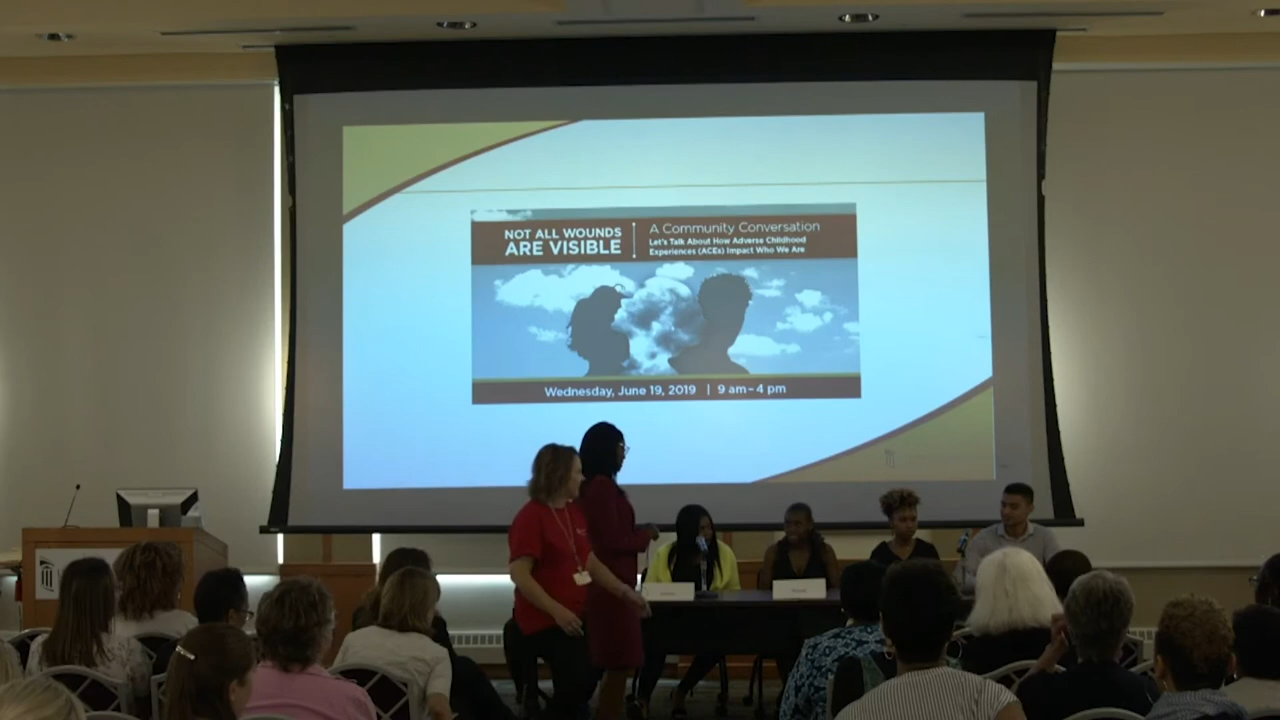 NOT ALL WOUNDS
ARE VISIBLE
A Community Conversation
Let's Talk About How Adverse Childhood
Experiences (ACEs) Impact Who We Are
Wednesday, June 19, 2019 | 9 am–4 pm